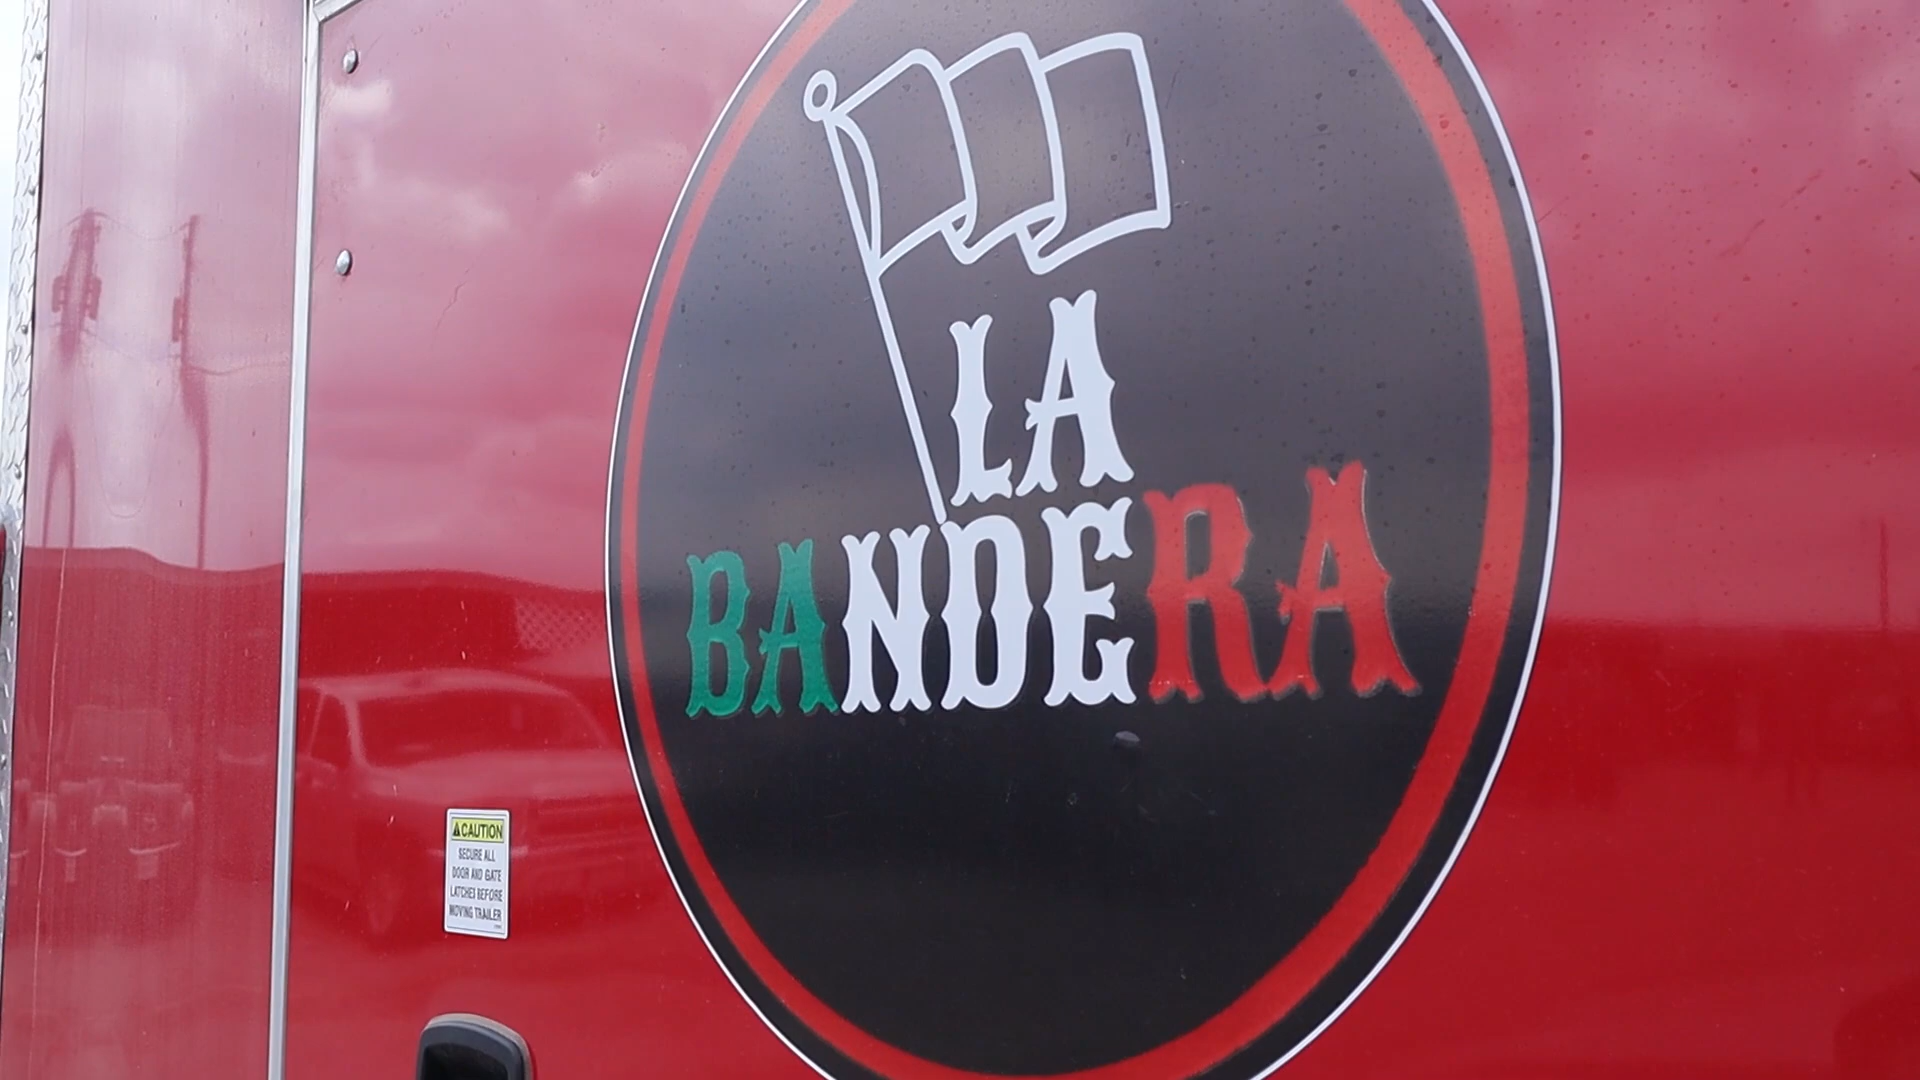 LA
BANDERA
CAUTION
SECURE ALL
DOOR AND GATE
LATCHES BEFORE
MOVING TRAILER